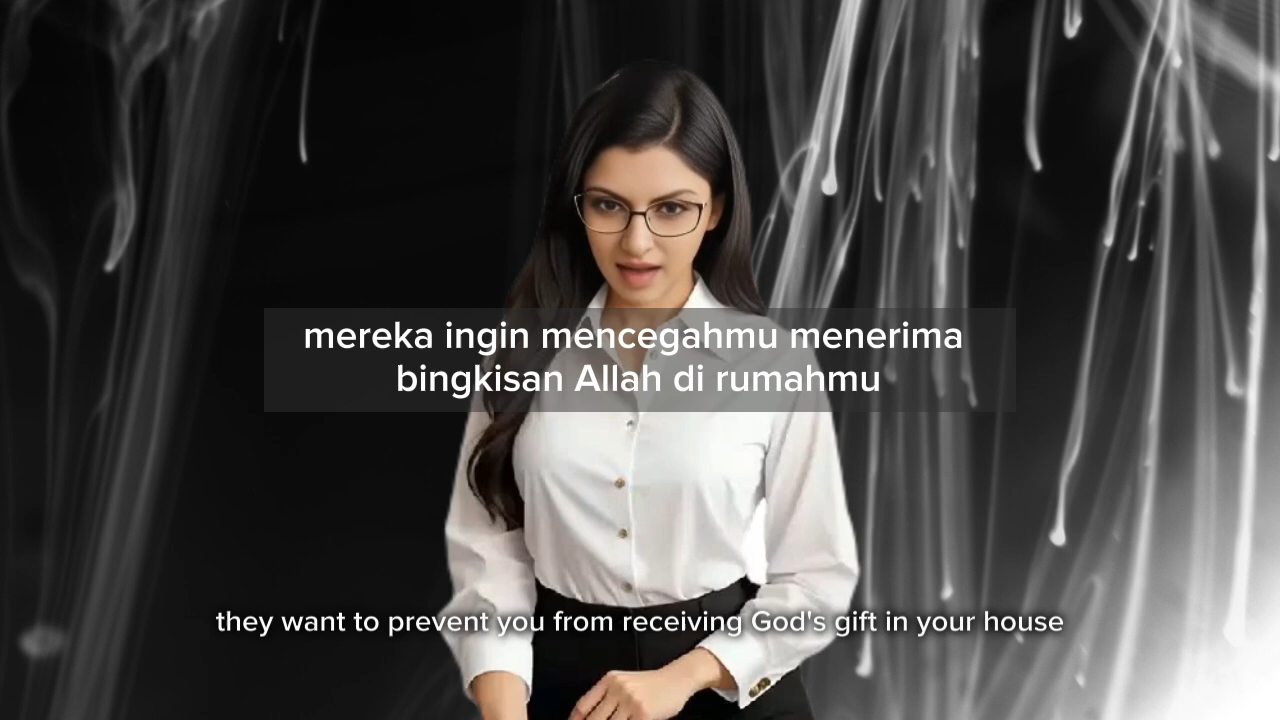 mereka ingin mencegahmu menerima
bingkisan Allah di rumahmu
they want to prevent you from receiving God's gift in your house